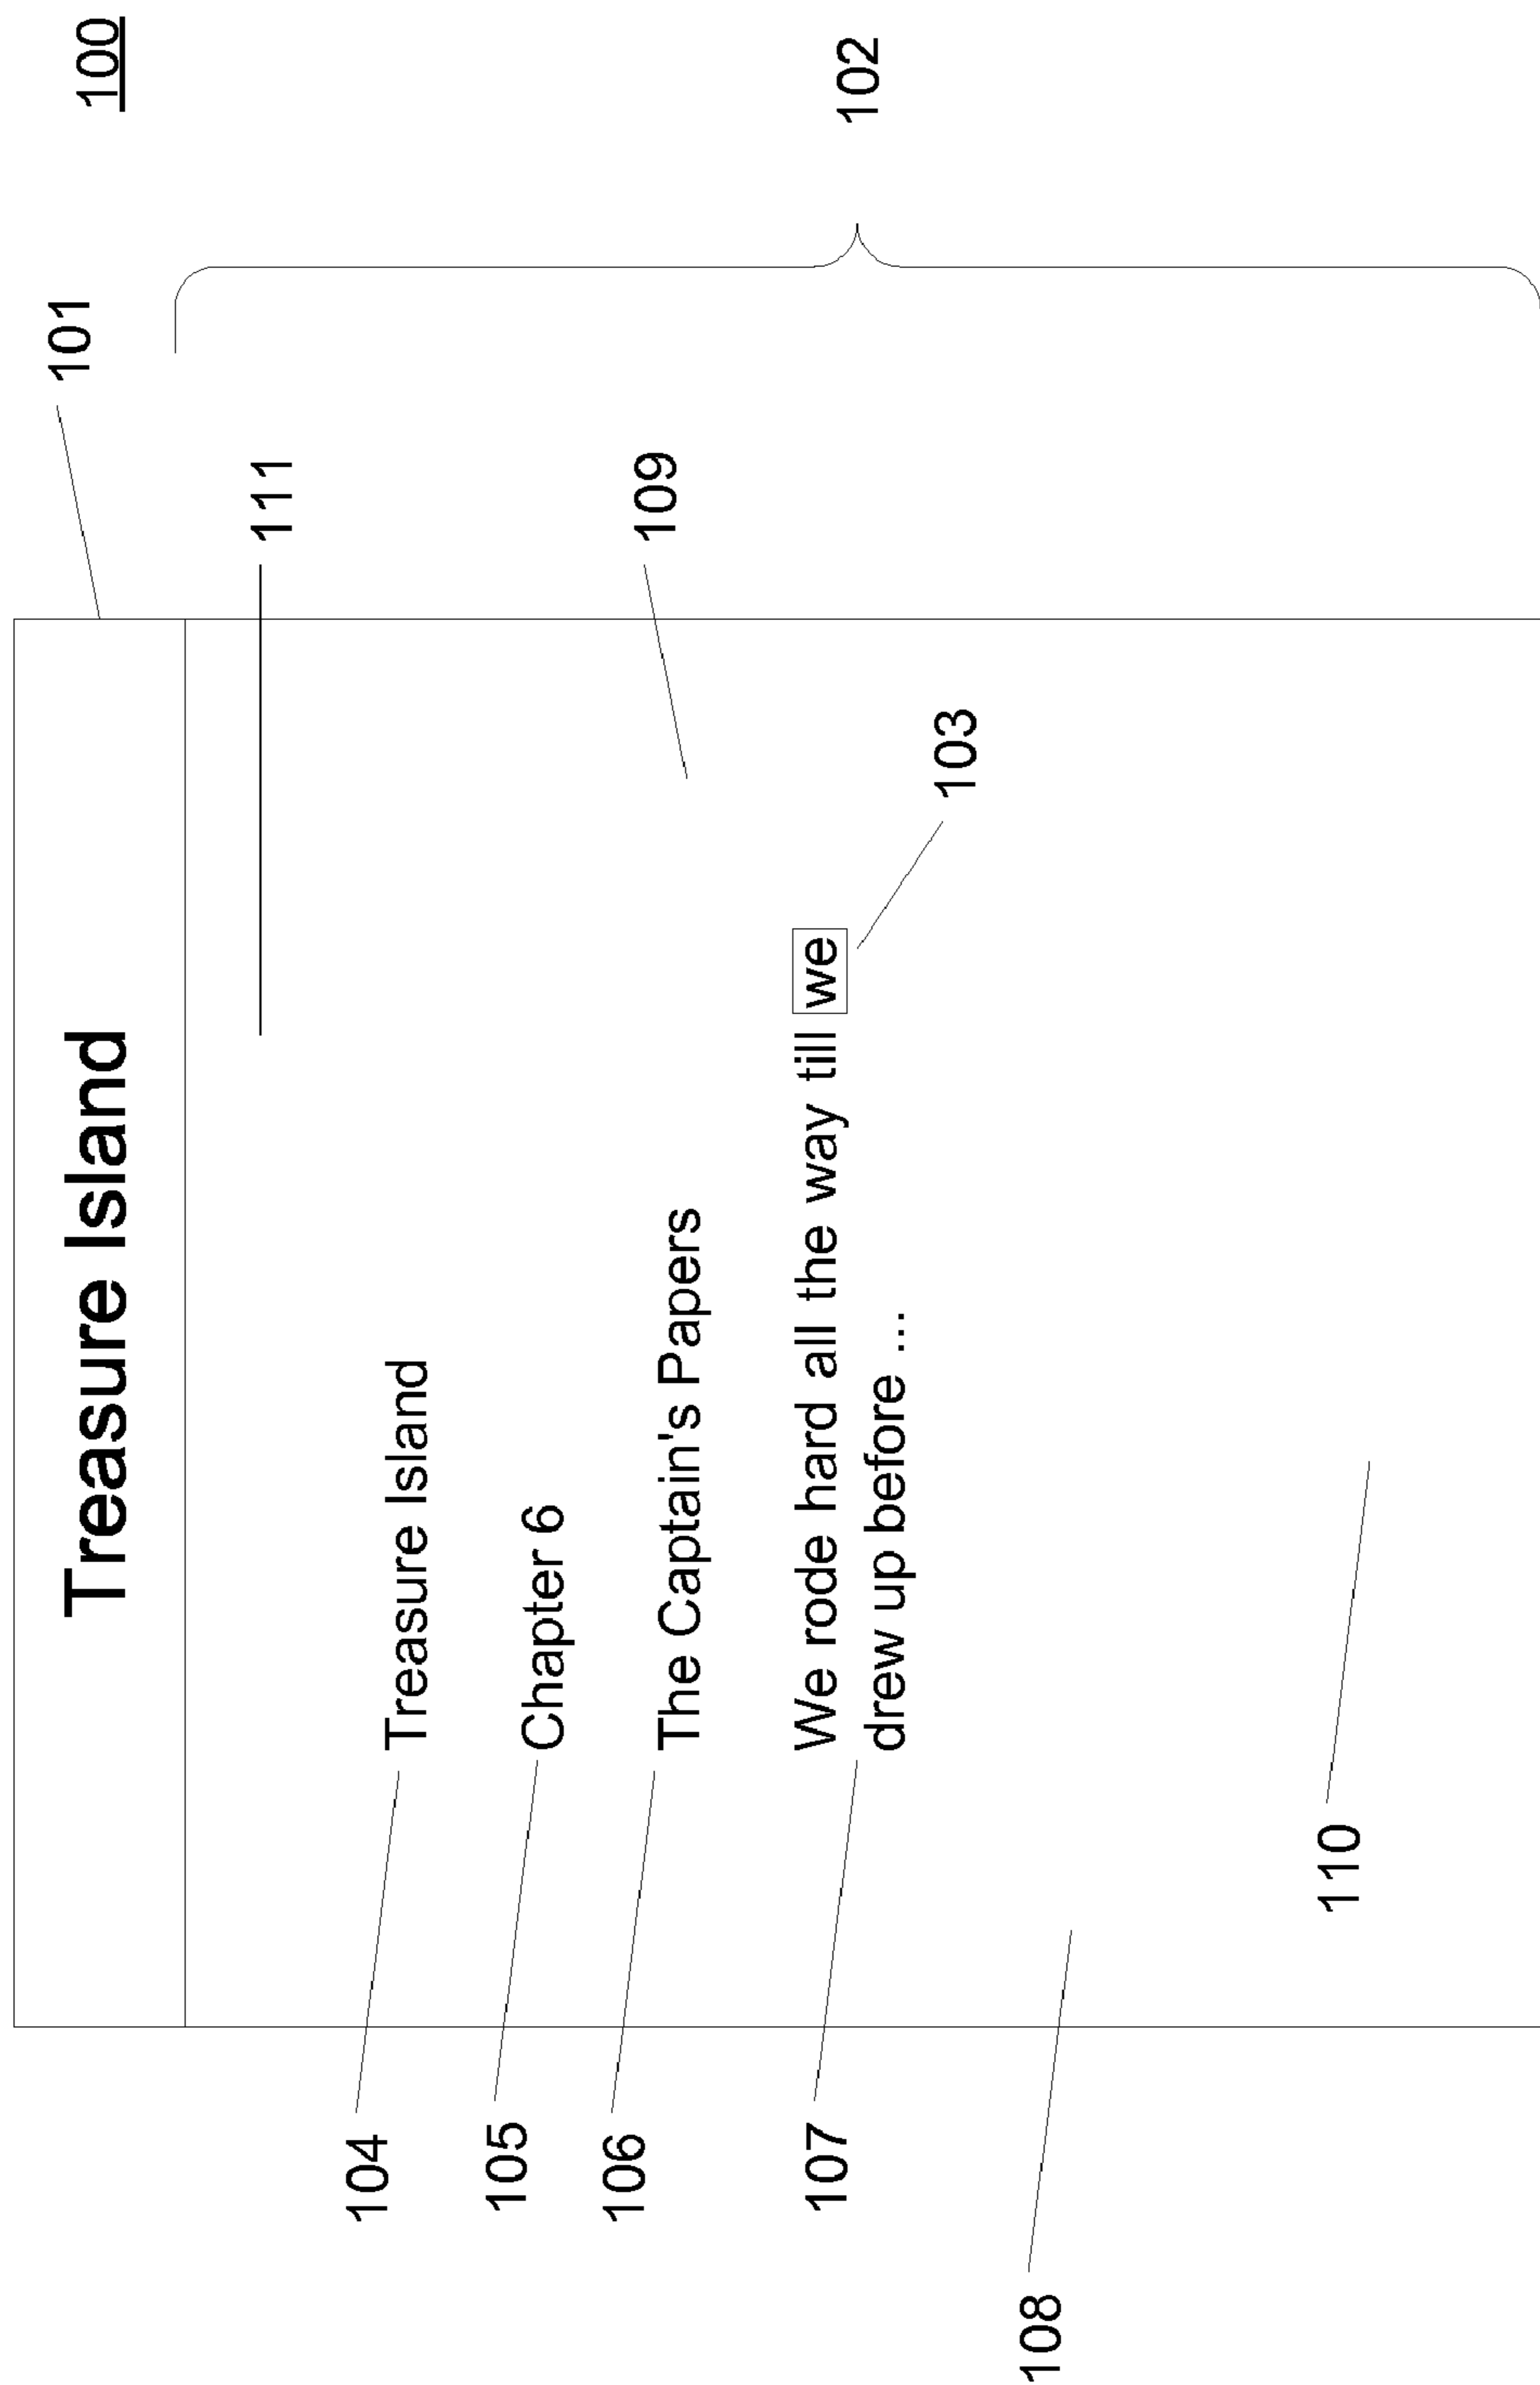 100
101
Treasure Island
111
102
104
Treasure Island
105
Chapter 6
109
106
The Captain's Papers
107
We rode hard all the way till we
drew up before ...
103
108
110